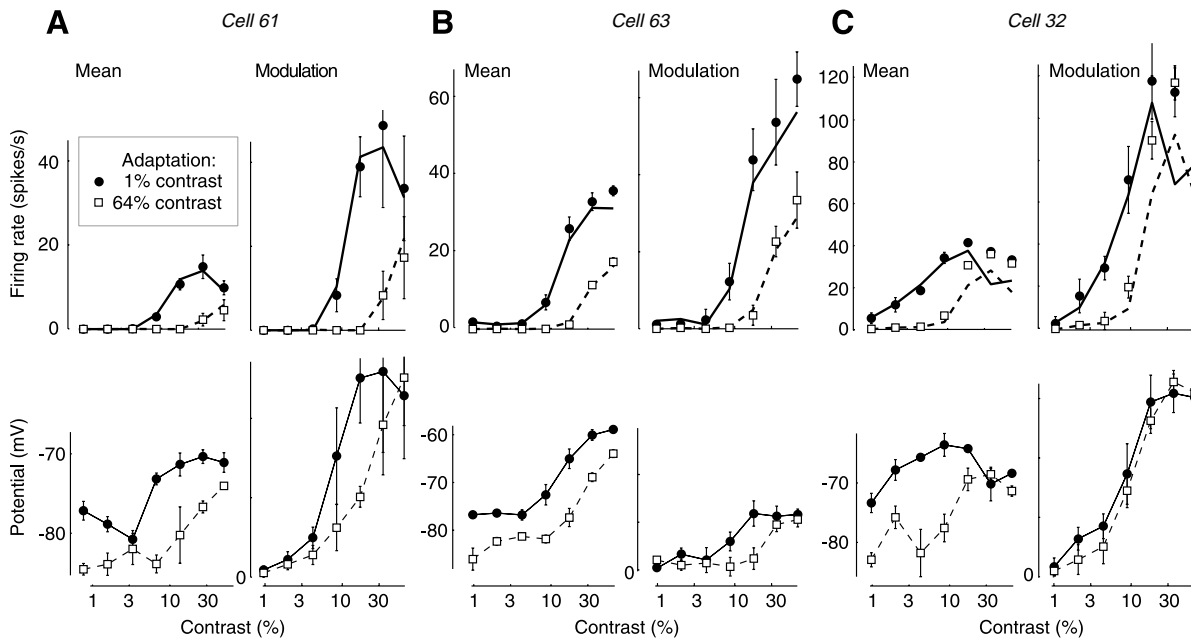 A Cell 61 B Cell 63 C Cell 32
Mean Modulation Mean Modulation Mean Modulation
Firing rate (spikes/s)
40
20
0
Adaptation:
1% contrast
64% contrast
60
40
20
0
120
100
80
60
40
20
0
Potential (mV)
-70
-80
0
-60
-70
-80
0
-70
-80
0
1 3 10 30 1 3 10 30 1 3 10 30 1 3 10 30 1 3 10 30 1 3 10 30
Contrast (%) Contrast (%) Contrast (%)